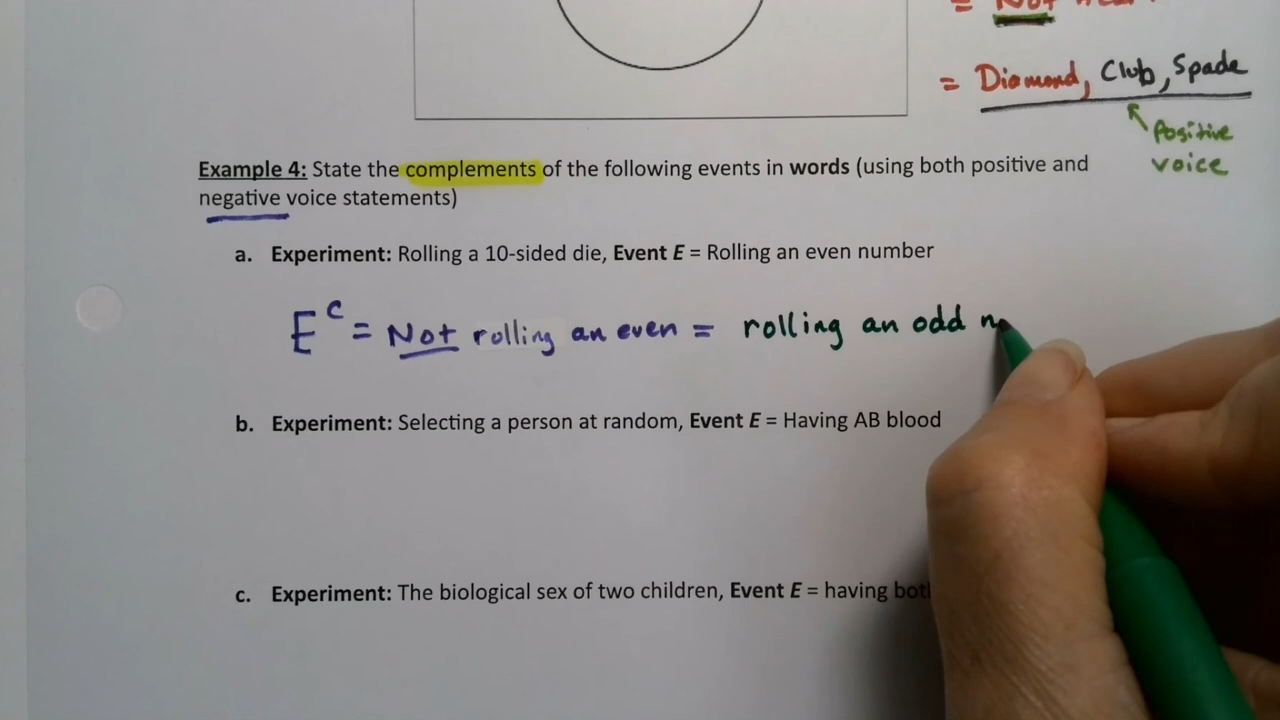 = Not
= Diamond, Club, Spade
Positive
voice
Example 4: State the complements of the following events in words (using both positive and
negative voice statements)
a. Experiment: Rolling a 10-sided die, Event E = Rolling an even number
E^c = Not rolling an even = rolling an odd n
b. Experiment: Selecting a person at random, Event E = Having AB blood
c. Experiment: The biological sex of two children, Event E = having